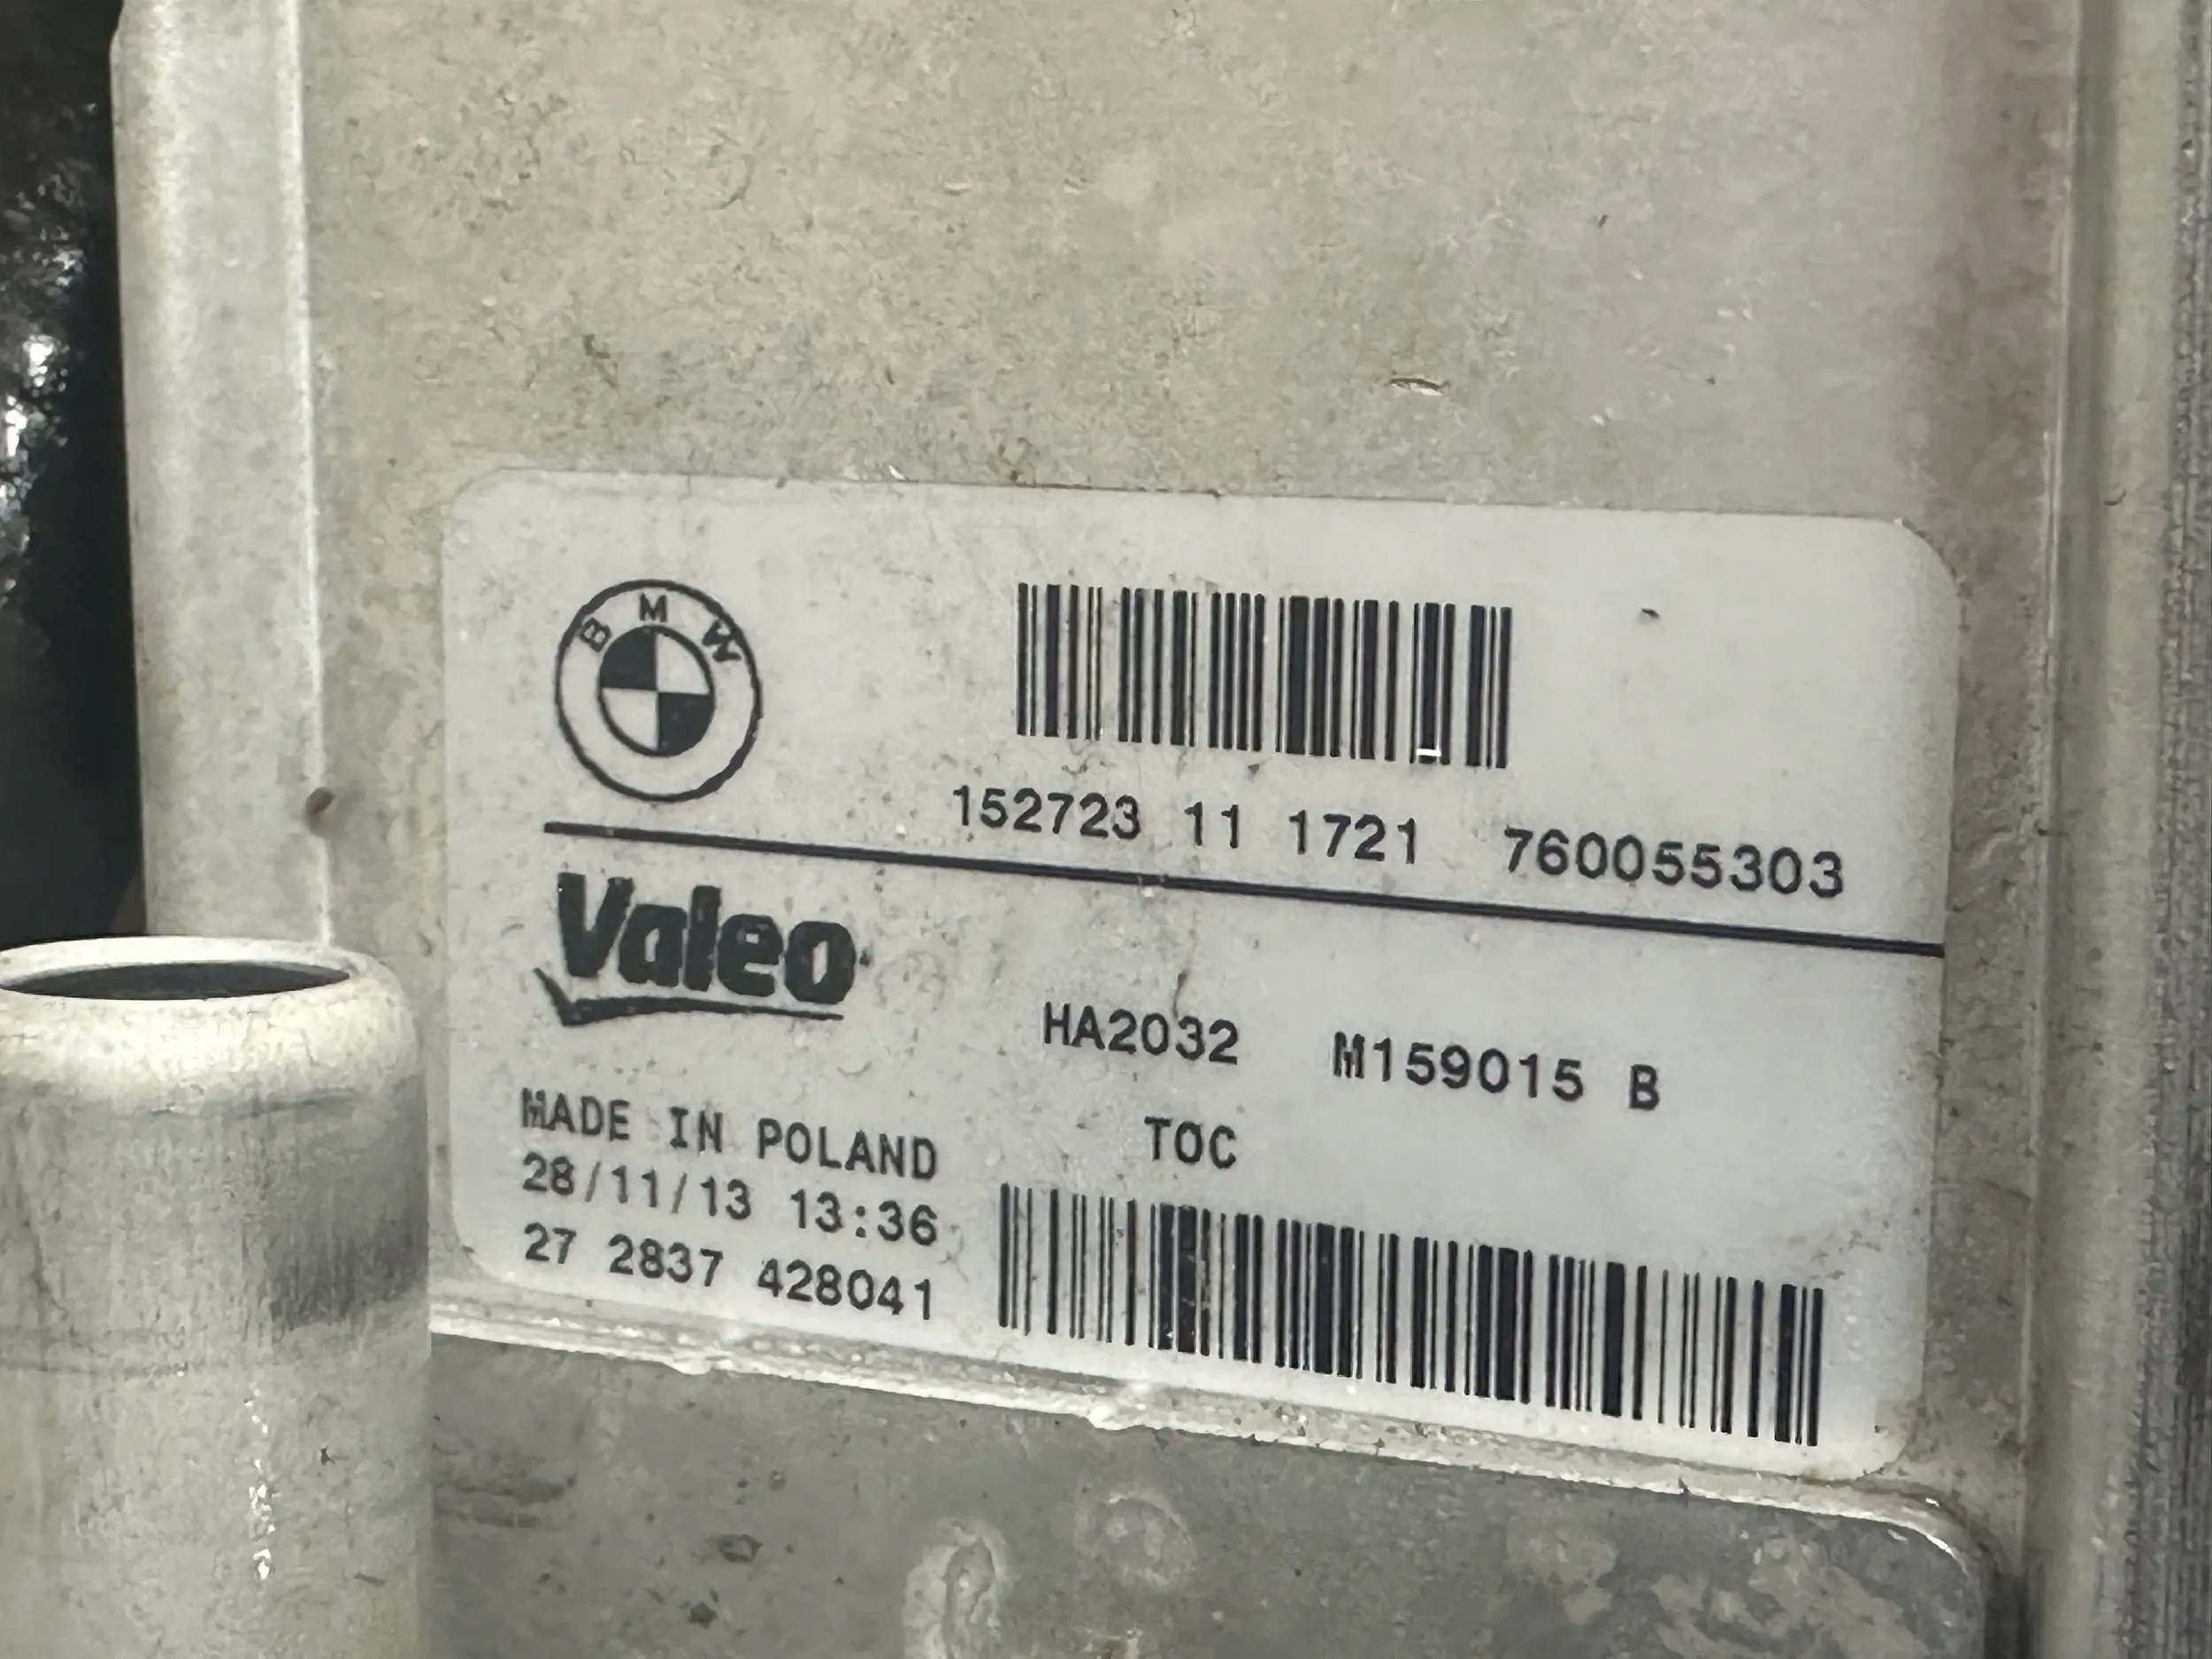 BMW
152723 11 1721 760055303
Valeo
HA2032 M159015 B
MADE IN POLAND TOC
28/11/13 13:36
27 2837 428041